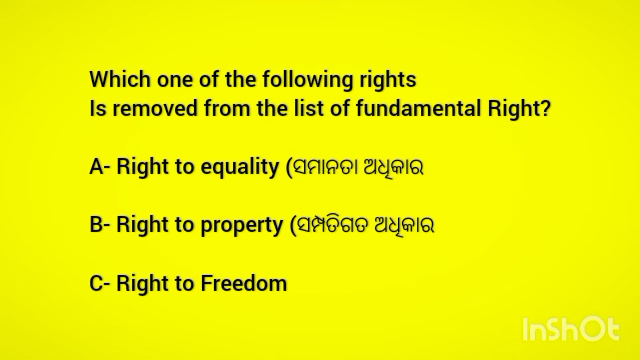 Which one of the following rights
Is removed from the list of fundamental Right?
A- Right to equality (ସମାନତା ଅଧିକାର
B- Right to property (ସମ୍ପତିଗତ ଅଧିକାର
C- Right to Freedom
InShOt